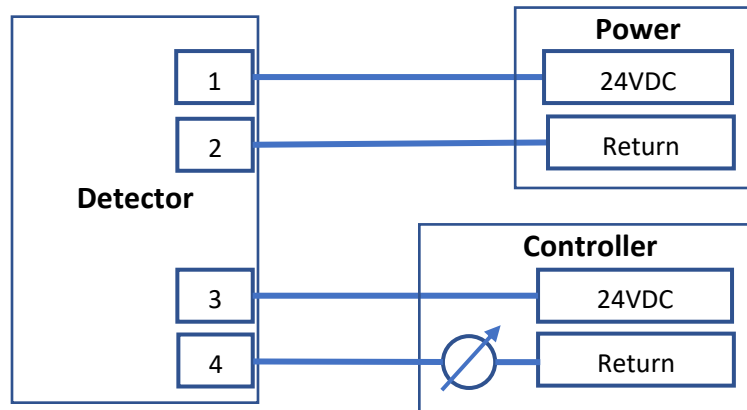 Power
1
24VDC
2
Return
Detector
Controller
3
24VDC
4
Return